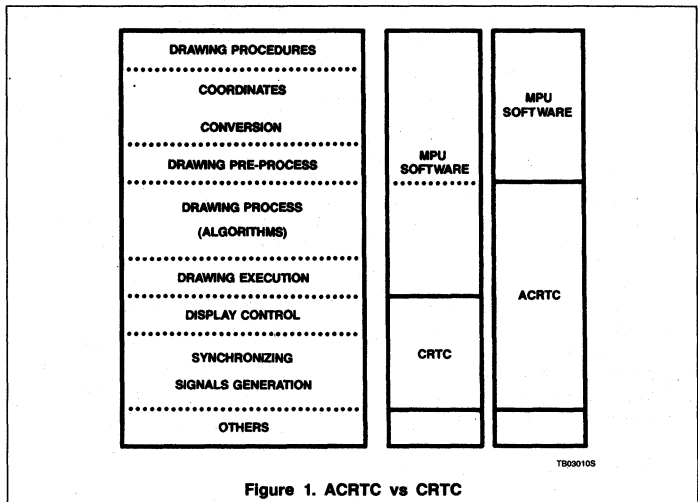 DRAWING PROCEDURES
COORDINATES
CONVERSION
DRAWING PRE-PROCESS
DRAWING PROCESS
(ALGORITHMS)
DRAWING EXECUTION
DISPLAY CONTROL
SYNCHRONIZING
SIGNALS GENERATION
OTHERS
MPU
SOFTWARE
CRTC
MPU
SOFTWARE
ACRTC
TB03010S
Figure 1. ACRTC vs CRTC